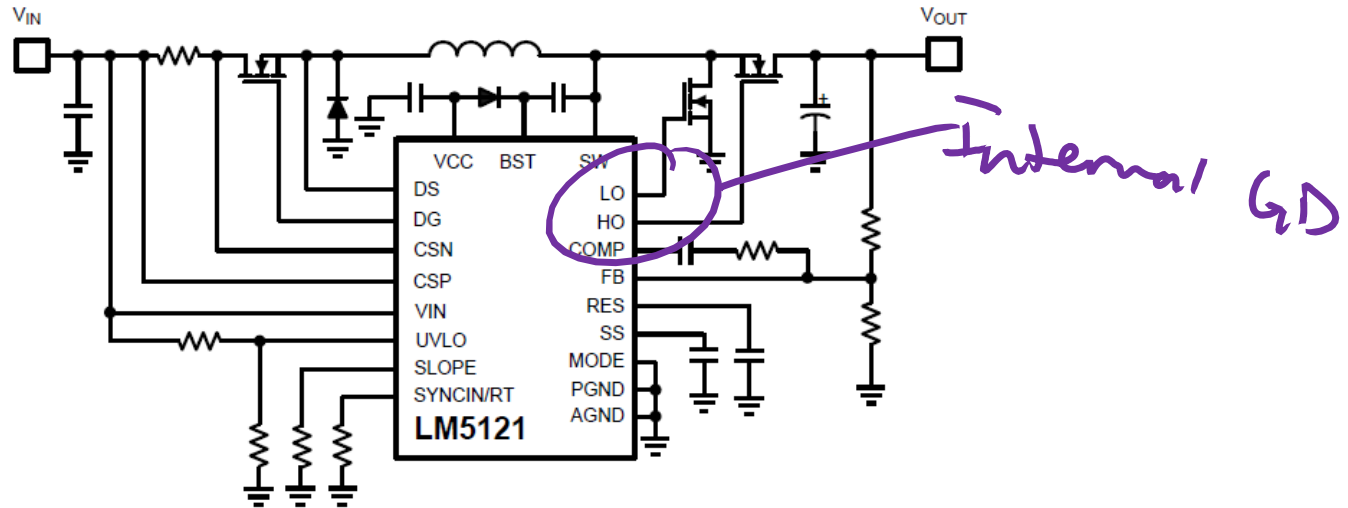 VIN
VOUT
VCC BST SW
DS
DG
CSN
CSP
VIN
UVLO
SLOPE
SYNCIN/RT
LM5121
LO
HO
COMP
FB
RES
SS
MODE
PGND
AGND
+
Internal GD